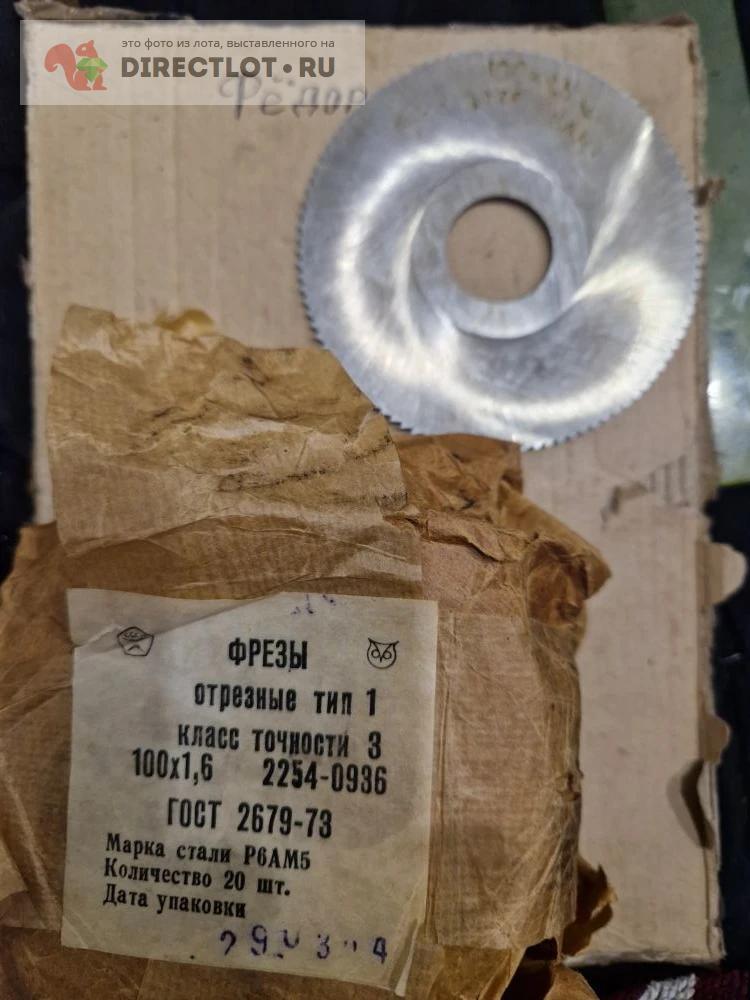 это фото из лота, выставленного на
DIRECTLOT.RU
Фёдор
ФРЕЗЫ
отрезные тип 1
класс точности 3
100х1,6 2254-0936
ГОСТ 2679-73
Марка стали Р6АМ5
Количество 20 шт.
Дата упаковки